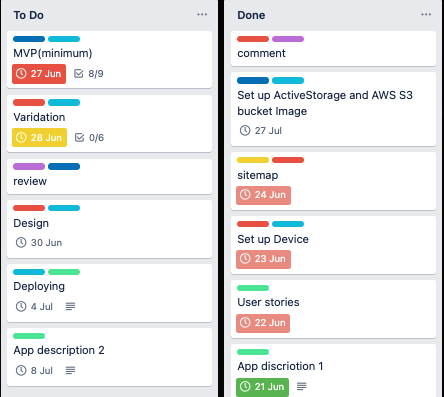 To Do
MVP(minimum)
27 Jun 8/9
Varidation
28 Jun 0/6
review
Design
30 Jun
Deploying
4 Jul
App description 2
8 Jul
Done
comment
Set up ActiveStorage and AWS S3
bucket Image
27 Jul
sitemap
24 Jun
Set up Device
23 Jun
User stories
22 Jun
App discriotion 1
21 Jun